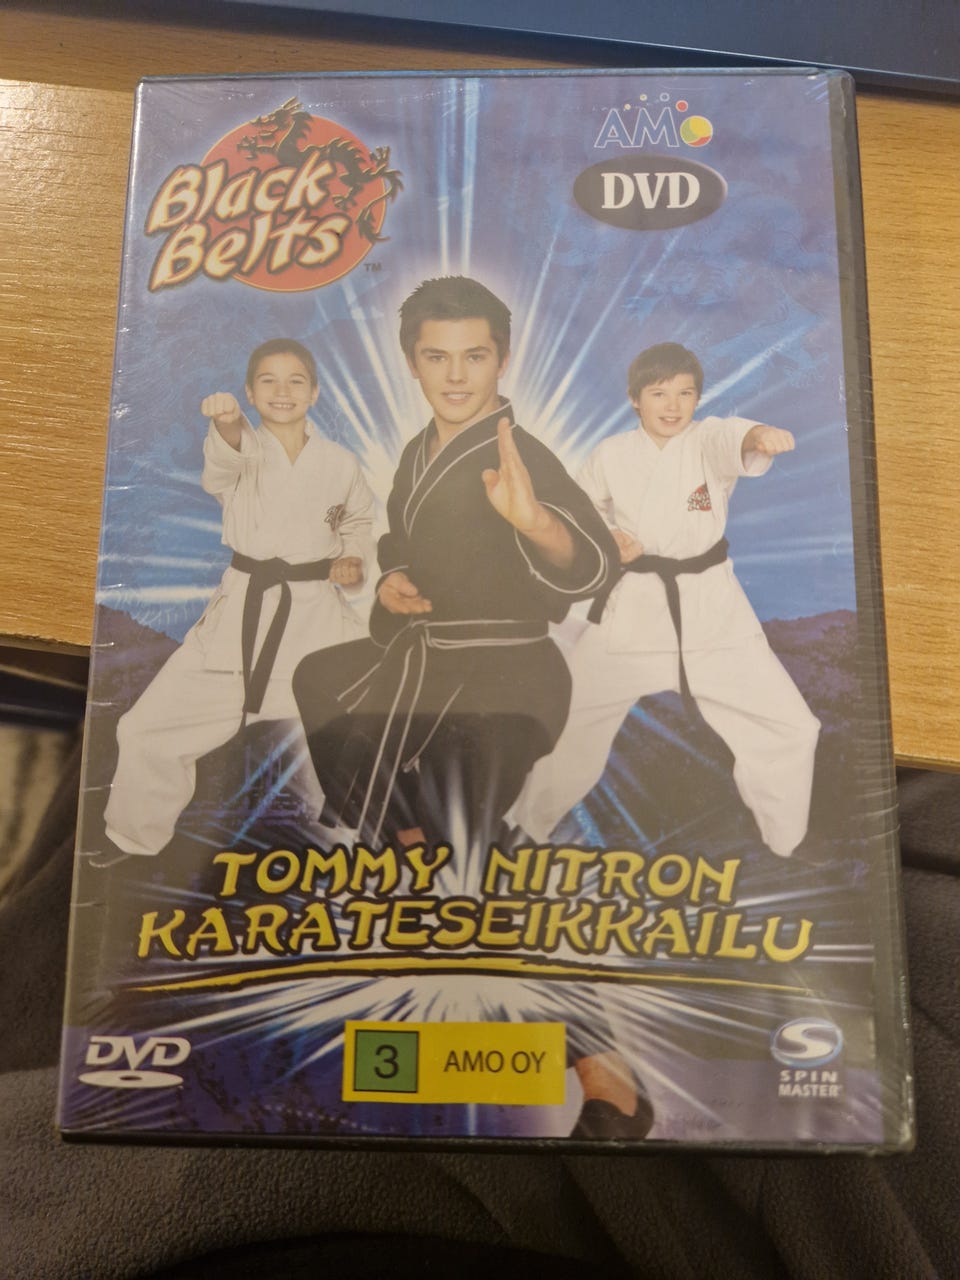 Black
Belts
TM
AMO
DVD
TOMMY NITRON
KARATESEIKKAILU
DVD
3 AMO OY
SPIN
MASTER